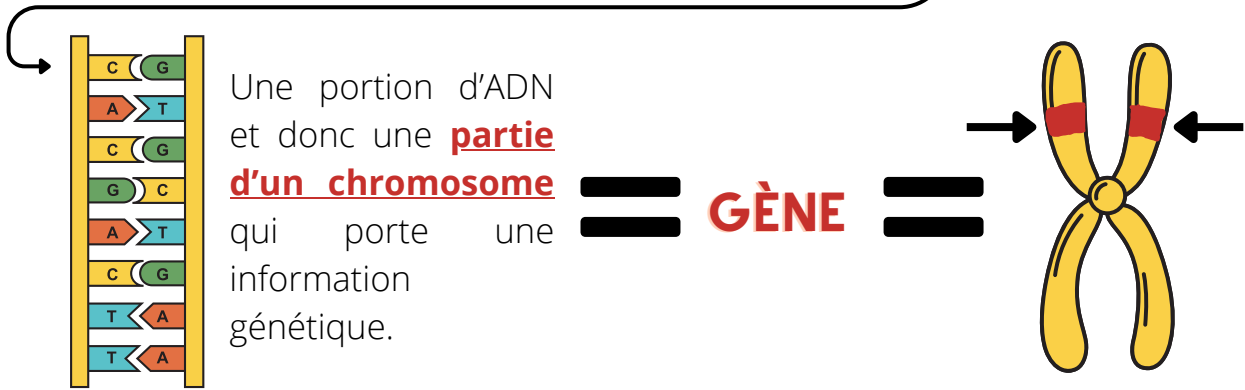 C G
A T
C G
G C
A T
C G
T A
T A
Une portion d'ADN
et donc une partie
d'un chromosome
qui porte une
information
génétique.
GÈNE